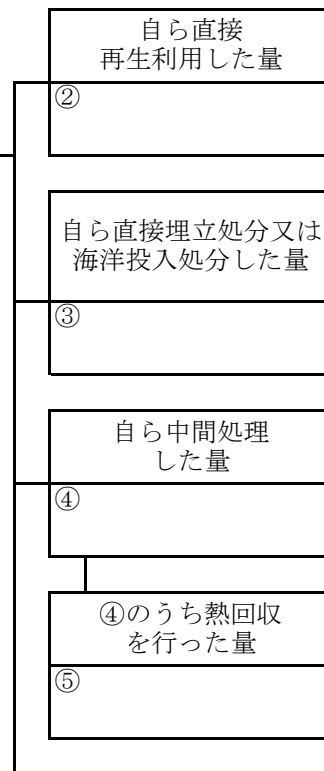 自ら直接
再生利用した量
②
自ら直接埋立処分又は
海洋投入処分した量
③
自ら中間処理
した量
④
④のうち熱回収
を行った量
⑤